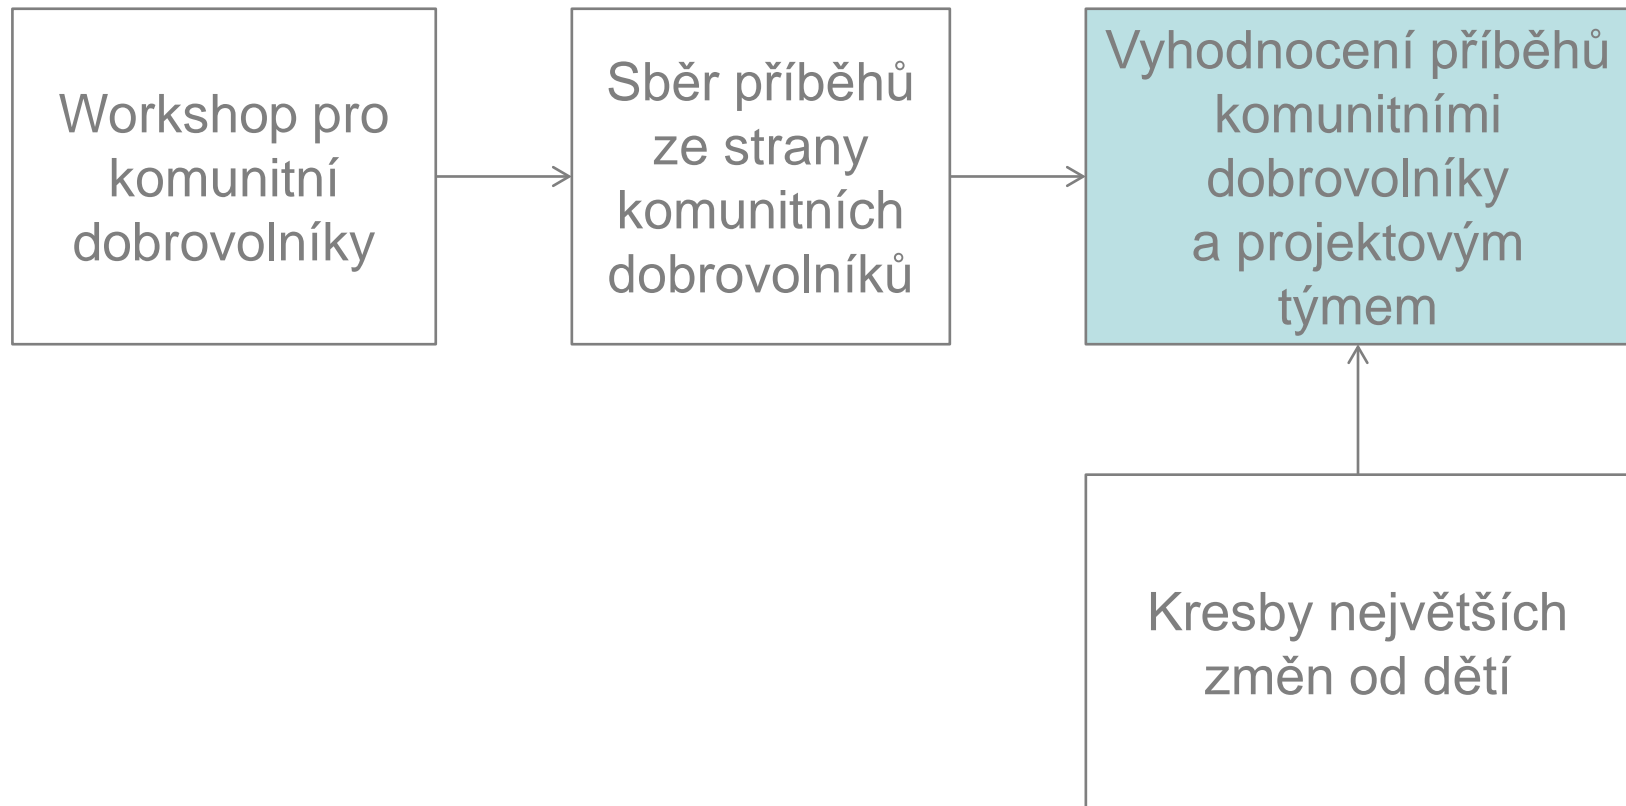 Workshop pro
komunitní
dobrovolníky
Sběr příběhů
ze strany
komunitních
dobrovolníků
Vyhodnocení příběhů
komunitními
dobrovolníky
a projektovým
týmem
Kresby největších
změn od dětí